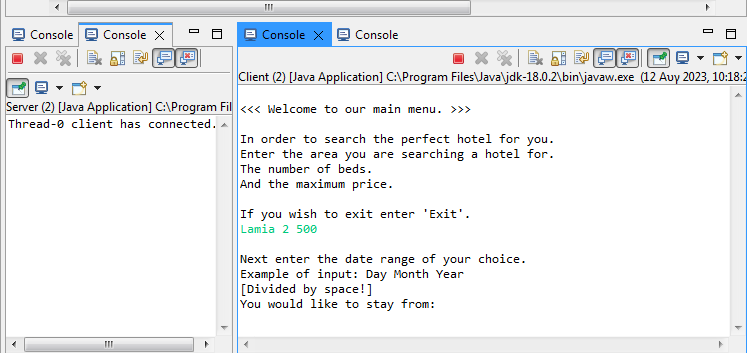 Console
Console
Server (2) [Java Application] C:\Program Fil
Thread-0 client has connected.
Console
Console
Client (2) [Java Application] C:\Program Files\Java\jdk-18.0.2\bin\javaw.exe (12 Αυγ 2023, 10:18:2
<<< Welcome to our main menu. >>>
In order to search the perfect hotel for you.
Enter the area you are searching a hotel for.
The number of beds.
And the maximum price.
If you wish to exit enter 'Exit'.
Lamia 2 500
Next enter the date range of your choice.
Example of input: Day Month Year
[Divided by space!]
You would like to stay from: